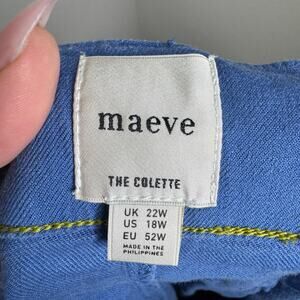 maeve
THE COLETTE
UK 22W
US 18W
EU 52W
MADE IN THE
PHILIPPINES